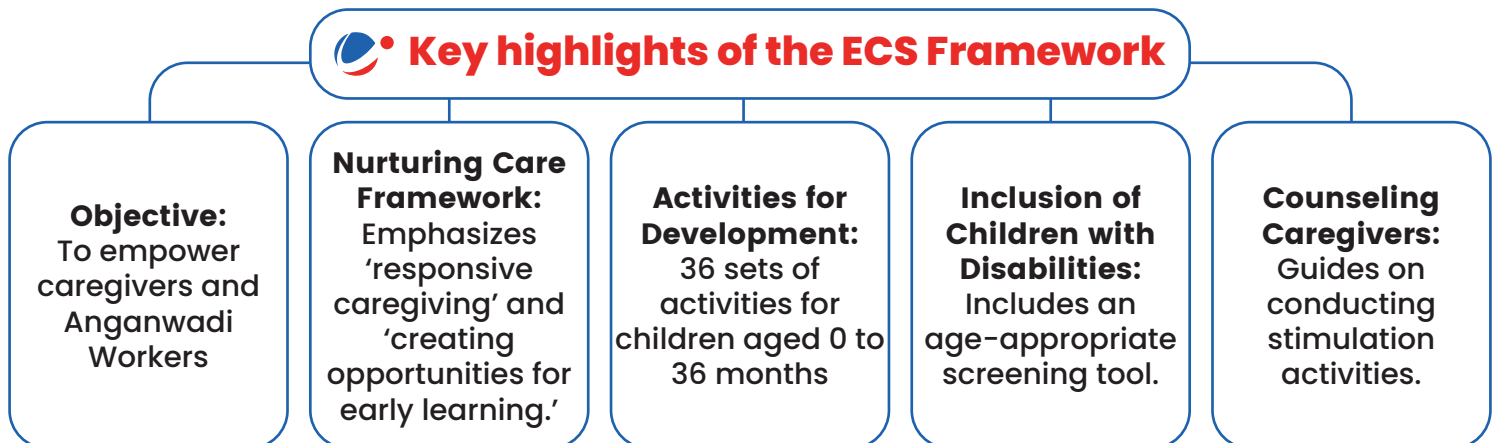 Key highlights of the ECS Framework
Objective:
To empower
caregivers and
Anganwadi
Workers
Nurturing Care
Framework:
Emphasizes
‘responsive
caregiving’ and
‘creating
opportunities for
early learning.’
Activities for
Development:
36 sets of
activities for
children aged 0 to
36 months
Inclusion of
Children with
Disabilities:
Includes an
age-appropriate
screening tool.
Counseling
Caregivers:
Guides on
conducting
stimulation
activities.